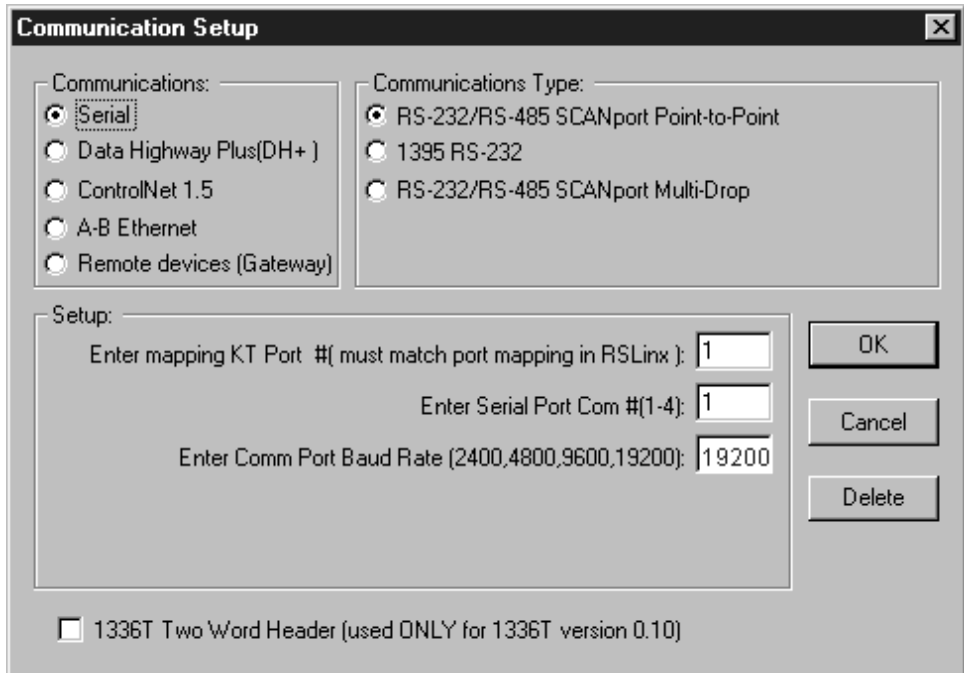 Communication Setup
Communications:
Serial
Data Highway Plus(DH+ )
ControlNet 1.5
A-B Ethernet
Remote devices (Gateway)
Communications Type:
RS-232/RS-485 SCANport Point-to-Point
1395 RS-232
RS-232/RS-485 SCANport Multi-Drop
Setup:
Enter mapping KT Port #( must match port mapping in RSLinx ): 1
Enter Serial Port Com #(1-4): 1
Enter Comm Port Baud Rate (2400,4800,9600,19200): 19200
OK
Cancel
Delete
1336T Two Word Header (used ONLY for 1336T version 0.10)